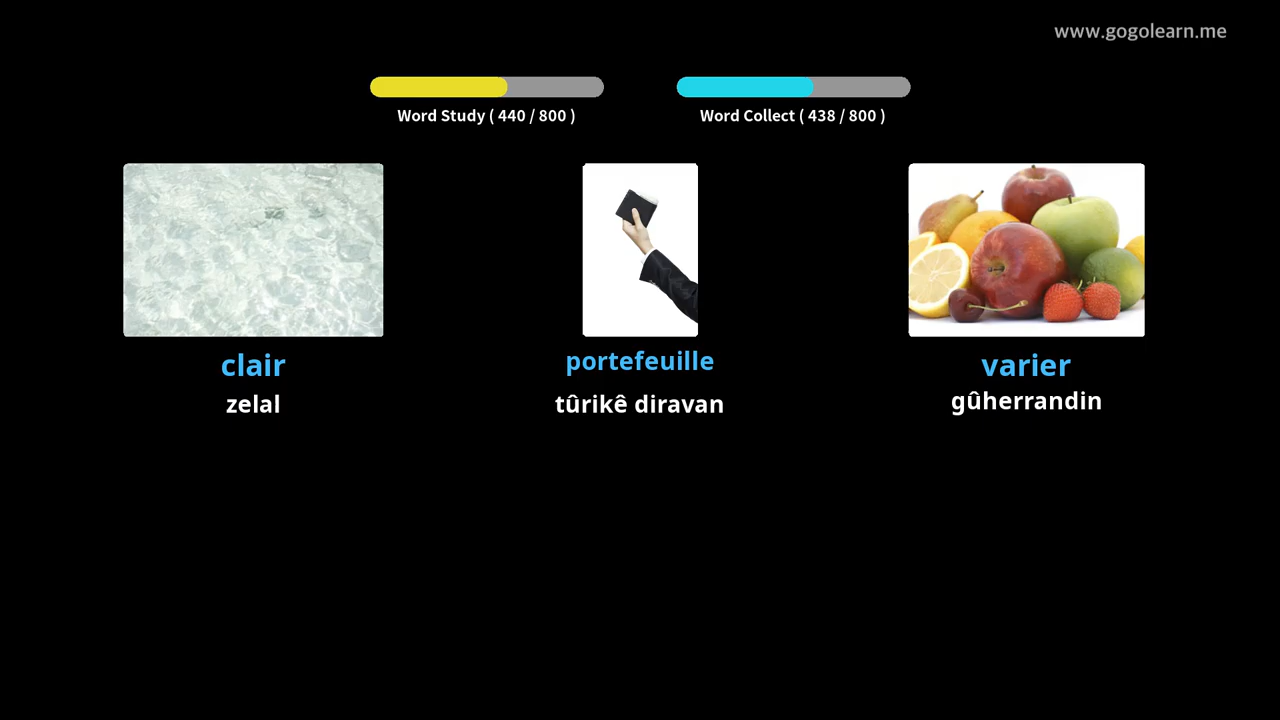 www.gogolearn.me
Word Study ( 440 / 800 )
Word Collect ( 438 / 800 )
clair
portefeuille
varier
zelal
tûrikê diravan
gûherrandin